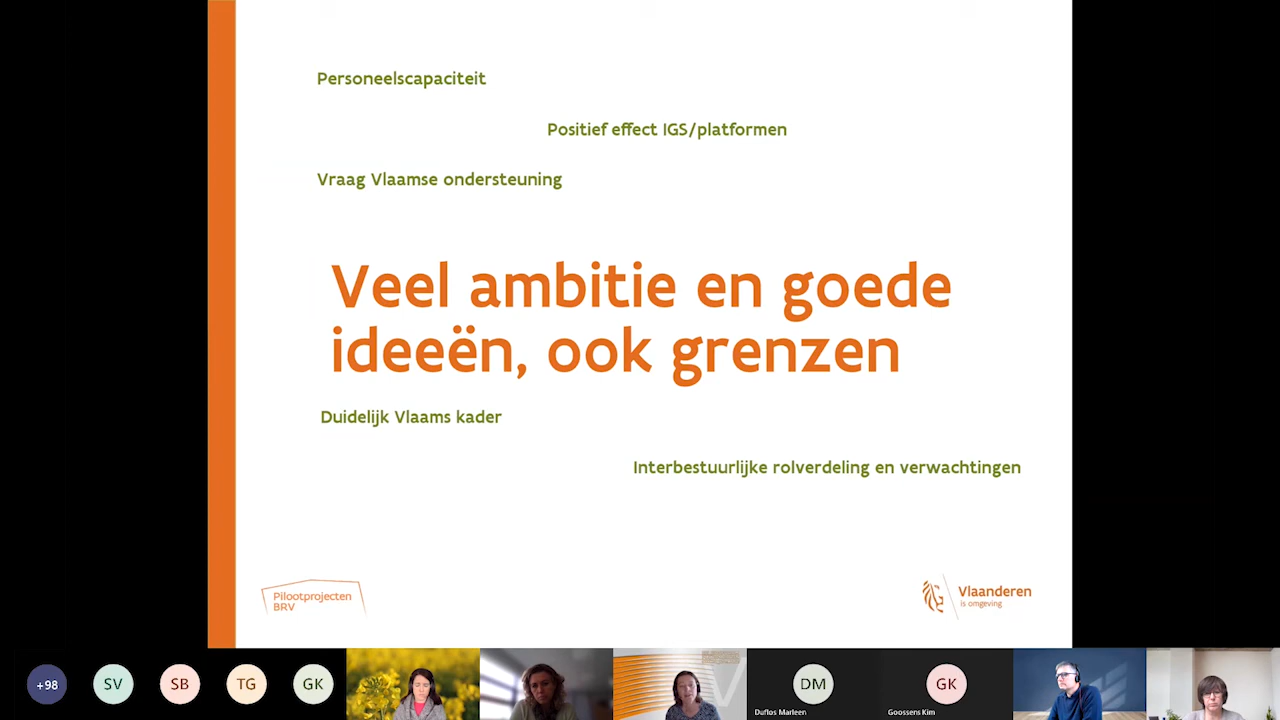 Personeelscapaciteit
Positief effect IGS/platformen
Vraag Vlaamse ondersteuning
Veel ambitie en goede
ideeën, ook grenzen
Duidelijk Vlaams kader
Interbestuurlijke rolverdeling en verwachtingen
Pilootprojecten
BRV
Vlaanderen
is omgeving
+98
SV
SB
TG
GK
DM
Duflos Marleen
GK
Goossens Kim